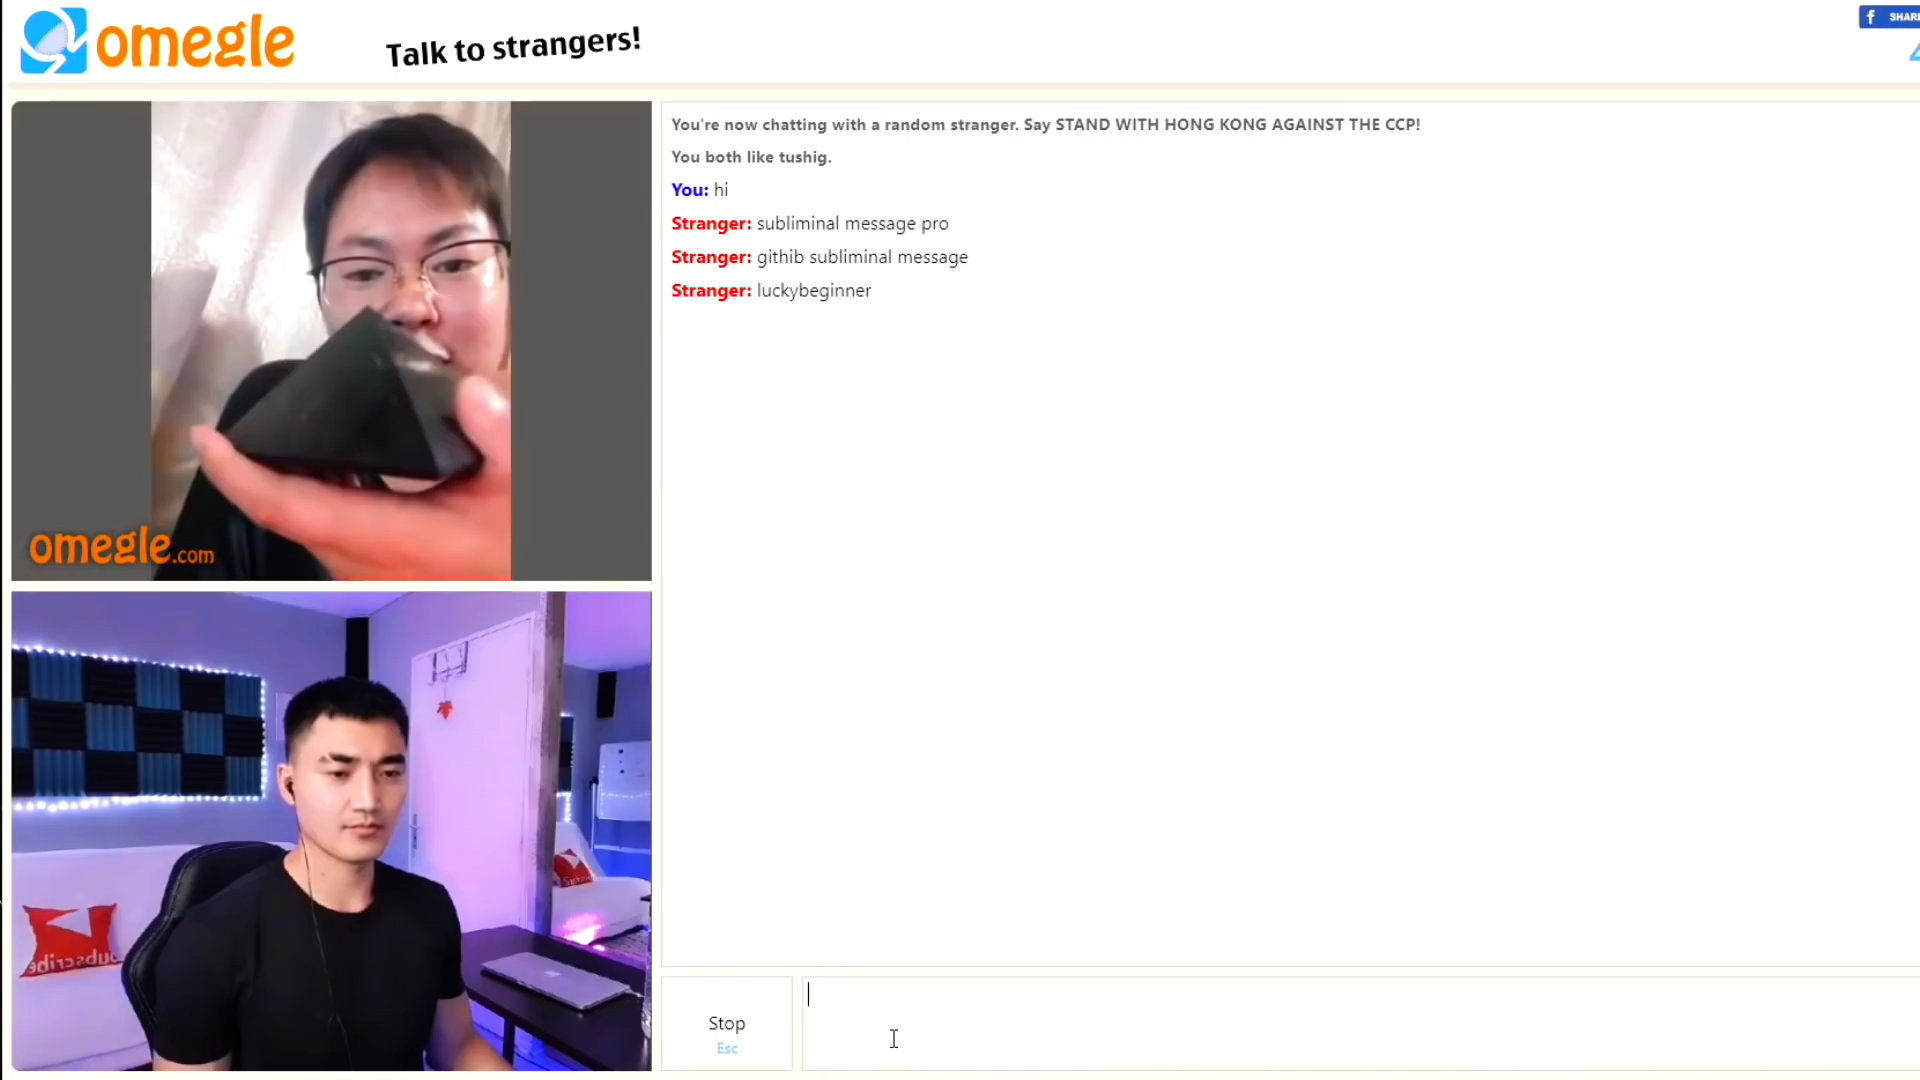 omegle
Talk to strangers!
SHARE
You're now chatting with a random stranger. Say STAND WITH HONG KONG AGAINST THE CCP!
You both like tushig.
You: hi
Stranger: subliminal message pro
Stranger: githib subliminal message
Stranger: luckybeginner
omegle.com
Subscribe
Stop
Esc